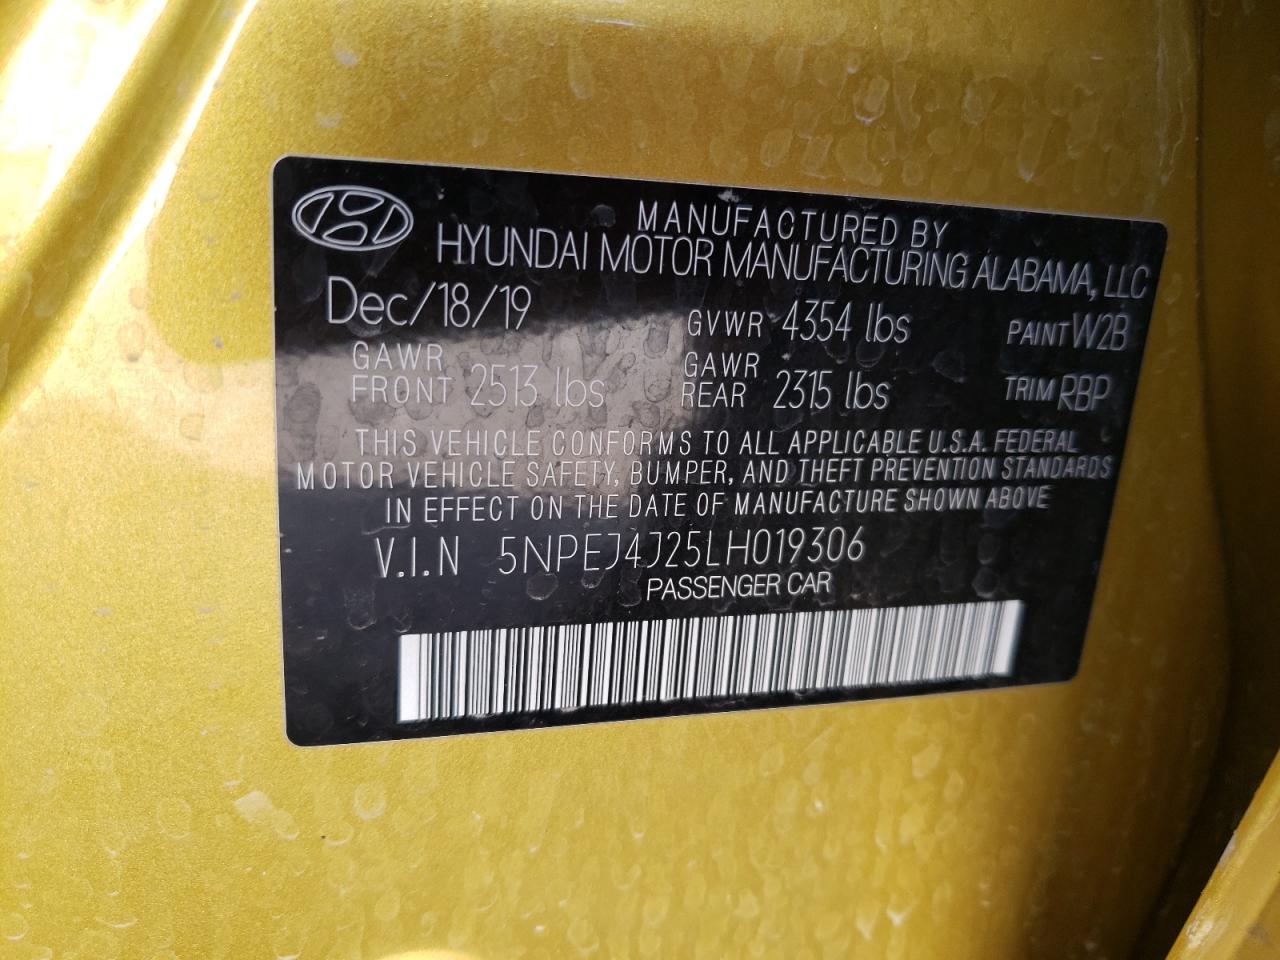 MANUFACTURED BY
HYUNDAI MOTOR MANUFACTURING ALABAMA, LLC
Dec/18/19 GVWR 4354 lbs PAINT W2B
GAWR FRONT 2513 lbs GAWR REAR 2315 lbs TRIM RBP
THIS VEHICLE CONFORMS TO ALL APPLICABLE U.S.A. FEDERAL
MOTOR VEHICLE SAFETY, BUMPER, AND THEFT PREVENTION STANDARDS
IN EFFECT ON THE DATE OF MANUFACTURE SHOWN ABOVE
V.I.N 5NPEJ4J25LH019306
PASSENGER CAR